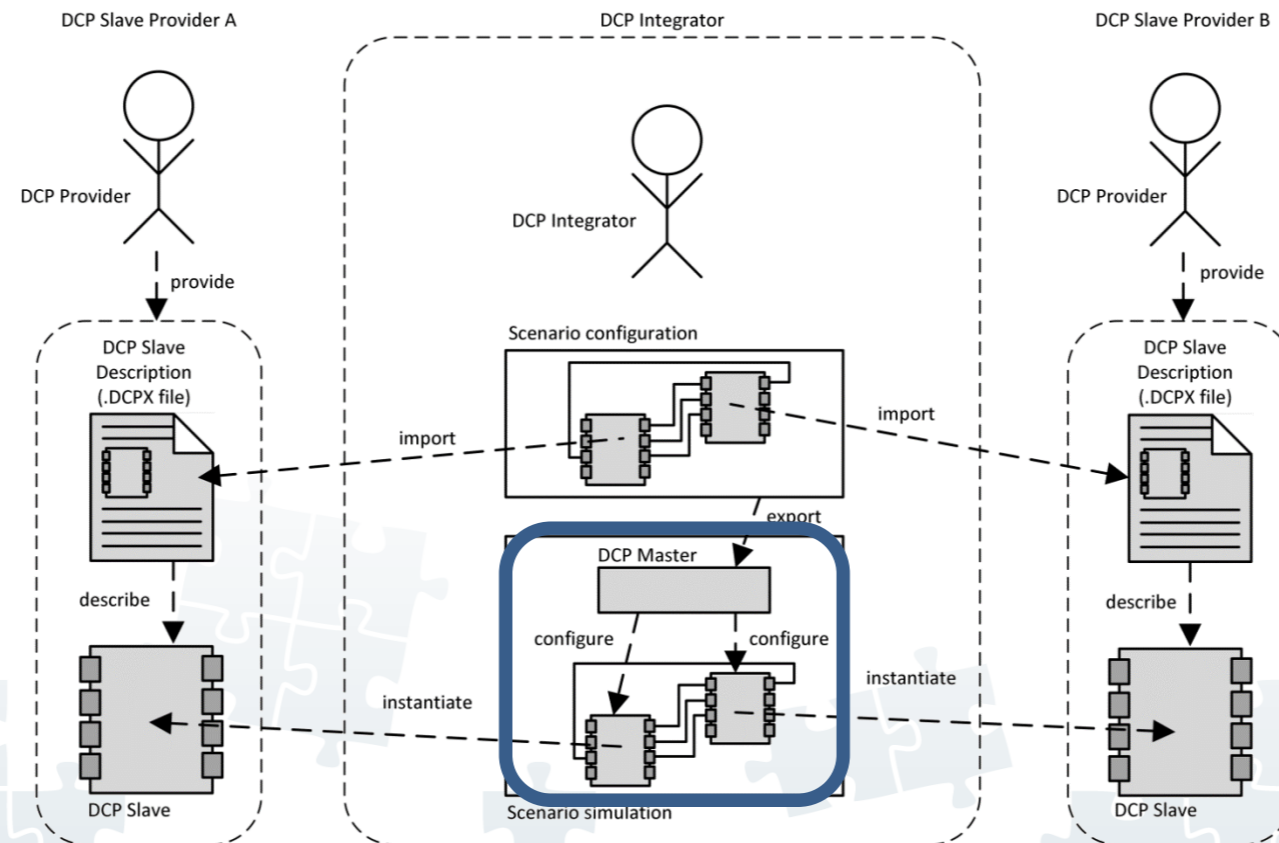 DCP Slave Provider A
DCP Integrator
DCP Slave Provider B
DCP Provider
DCP Integrator
DCP Provider
provide
provide
DCP Slave
Description
(.DCPX file)
Scenario configuration
DCP Slave
Description
(.DCPX file)
import
import
export
DCP Master
describe
configure
configure
describe
instantiate
instantiate
DCP Slave
Scenario simulation
DCP Slave